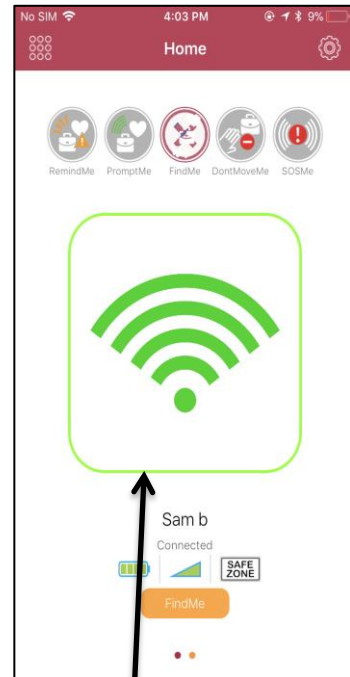 No SIM 4:03 PM 9%
Home
RemindMe PromptMe FindMe DontMoveMe SOSMe
Sam b
Connected
SAFE
ZONE
FindMe